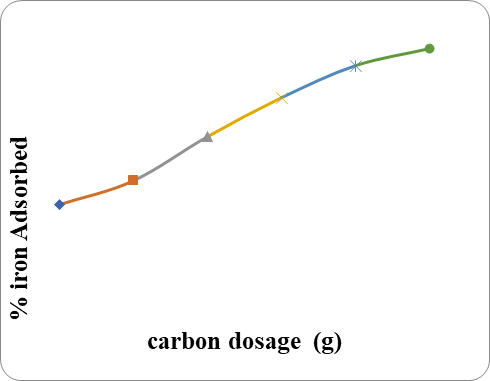 % iron Adsorbed
carbon dosage  (g)